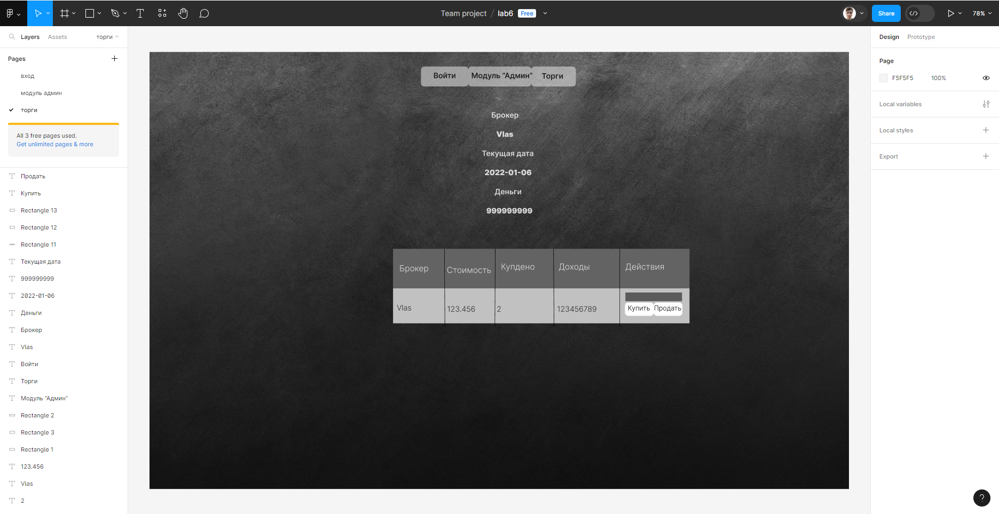 Team project / lab6 Free
Share
78%
Layers Assets торги
Pages
вход
модуль админ
торги
All 3 free pages used.
Get unlimited pages & more
Продать
Купить
Rectangle 13
Rectangle 12
Rectangle 11
Текущая дата
999999999
2022-01-06
Деньги
Брокер
Vlas
Войти
Торги
Модуль “Админ”
Rectangle 2
Rectangle 3
Rectangle 1
123.456
Vlas
2
Войти Модуль “Админ” Торги
Брокер
Vlas
Текущая дата
2022-01-06
Деньги
999999999
Брокер Стоимость Купдено Доходы Действия
Vlas 123.456 2 123456789 Купить Продать
Design Prototype
Page
F5F5F5 100%
Local variables
Local styles
Export
?